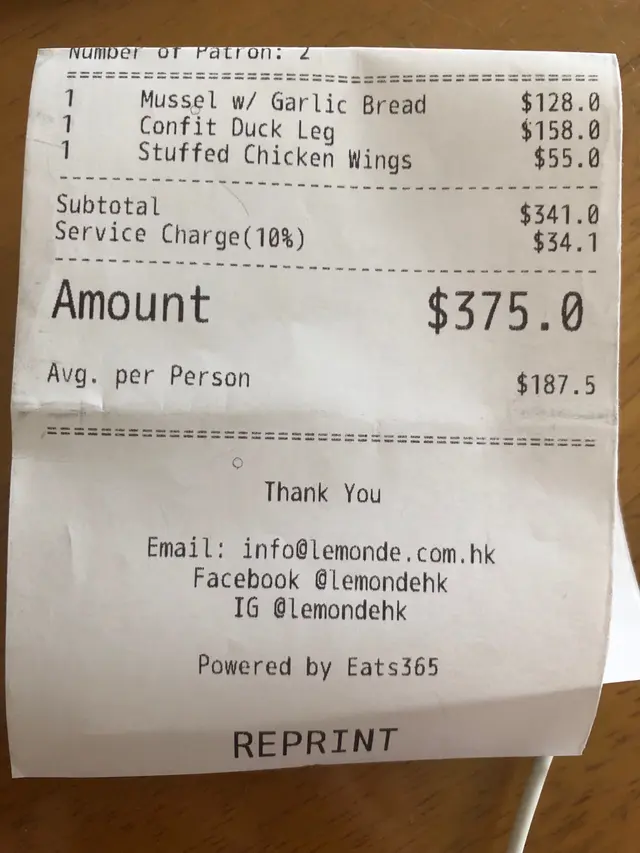 Number of Patron: 2
========================================
1 Mussel w/ Garlic Bread $128.0
1 Confit Duck Leg $158.0
1 Stuffed Chicken Wings $55.0
----------------------------------------
Subtotal $341.0
Service Charge(10%) $34.1
----------------------------------------
Amount $375.0
Avg. per Person $187.5
========================================
Thank You
Email: info@lemonde.com.hk
Facebook @lemondehk
IG @lemondehk
Powered by Eats365
REPRINT